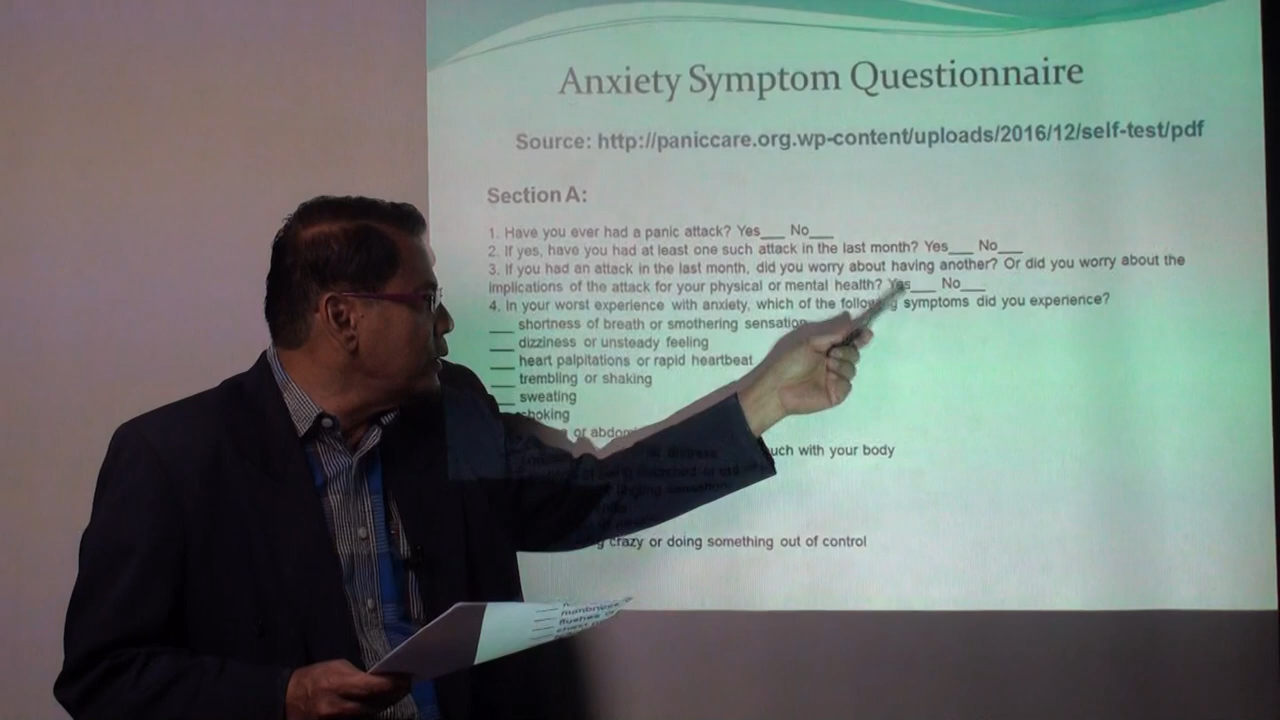 Anxiety Symptom Questionnaire
Source: http://paniccare.org.wp-content/uploads/2016/12/self-test/pdf
Section A:
1. Have you ever had a panic attack? Yes___ No___
2. If yes, have you had at least one such attack in the last month? Yes___ No___
3. If you had an attack in the last month, did you worry about having another? Or did you worry about the
implications of the attack for your physical or mental health? Yes___ No___
4. In your worst experience with anxiety, which of the following symptoms did you experience?
___ shortness of breath or smothering sensation
___ dizziness or unsteady feeling
___ heart palpitations or rapid heartbeat
___ trembling or shaking
___ sweating
choking
or
with your body
crazy or doing something out of control